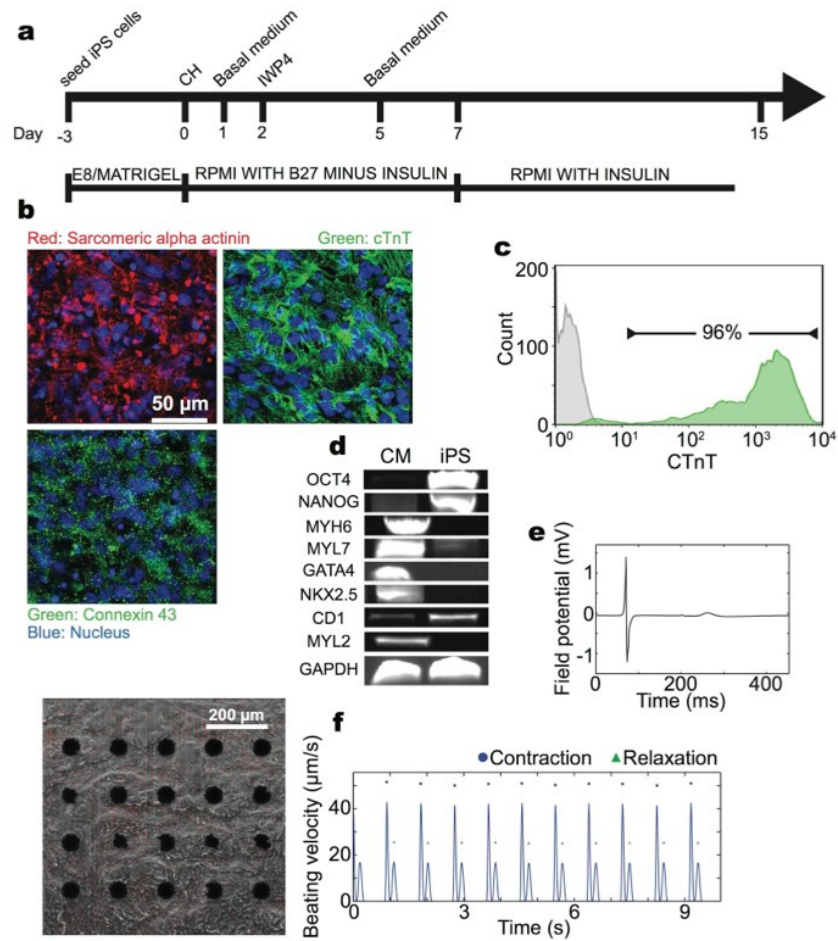 a
seed iPS cells
CH
Basal medium
IWP4
Basal medium
Day
-3
0
1
2
5
7
15
E8/MATRIGEL
RPMI WITH B27 MINUS INSULIN
RPMI WITH INSULIN
b
Red: Sarcomeric alpha actinin
Green: cTnT
50 µm
Green: Connexin 43
Blue: Nucleus
c
200
100
0
Count
96%
10⁰
10¹
10²
10³
10⁴
CTnT
d
CM
iPS
OCT4
NANOG
MYH6
MYL7
GATA4
NKX2.5
CD1
MYL2
GAPDH
e
Field potential (mV)
1
0
-1
0
200
400
Time (ms)
200 µm
f
Contraction
Relaxation
Beating velocity (µm/s)
40
20
0
0
3
6
9
Time (s)